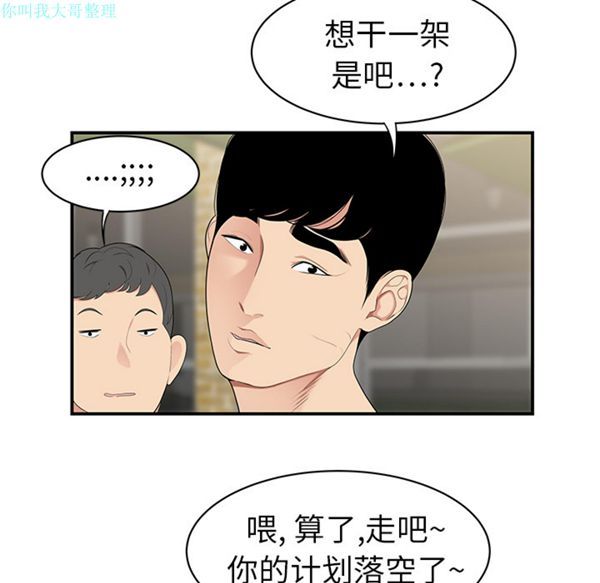 你叫我大哥整理
想干一架
是吧...?
....;;;;
喂, 算了,走吧~
你的计划落空了~